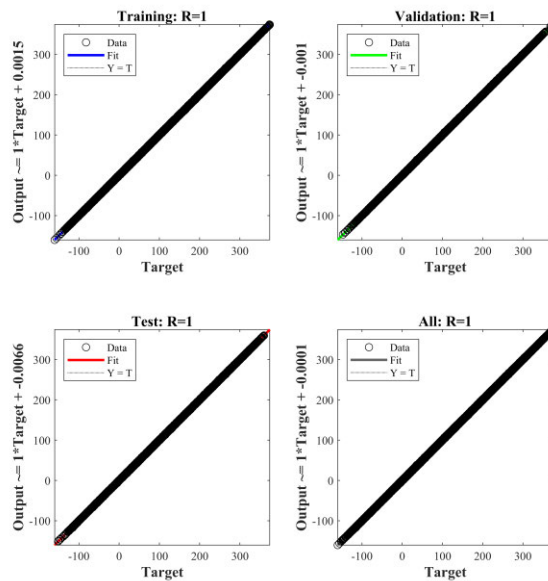 Training: R=1
Output ~= 1*Target + 0.0015
300
200
100
0
-100
Data
Fit
Y = T
-100 0 100 200 300
Target
Validation: R=1
Output ~= 1*Target + -0.001
300
200
100
0
-100
Data
Fit
Y = T
-100 0 100 200 300
Target
Test: R=1
Output ~= 1*Target + -0.0066
300
200
100
0
-100
Data
Fit
Y = T
-100 0 100 200 300
Target
All: R=1
Output ~= 1*Target + -0.0001
300
200
100
0
-100
Data
Fit
Y = T
-100 0 100 200 300
Target